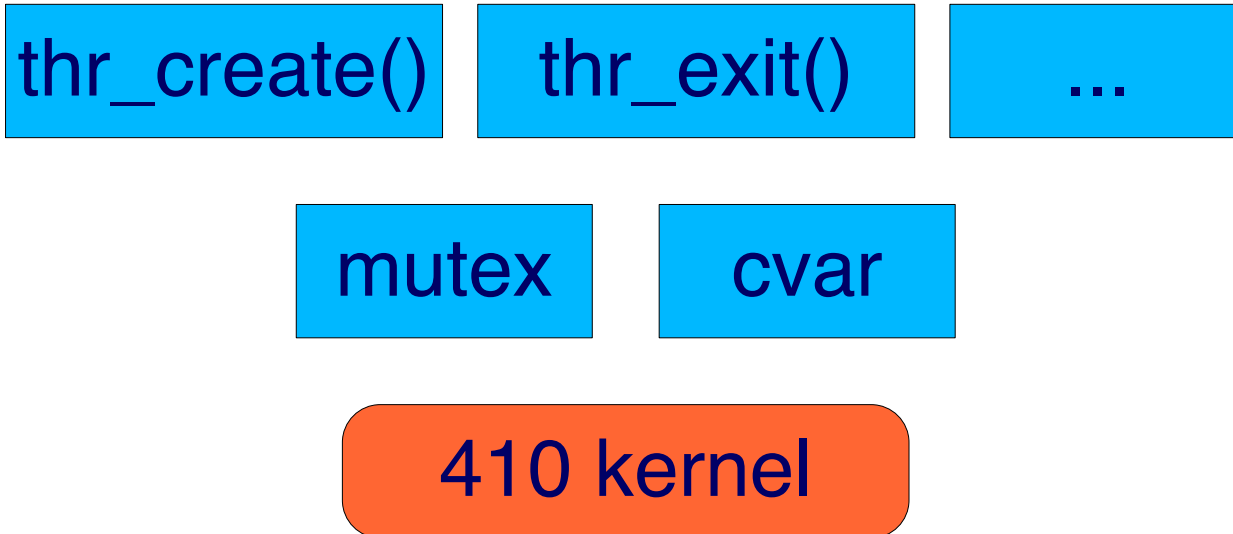 thr_create() thr_exit() ...
mutex cvar
410 kernel